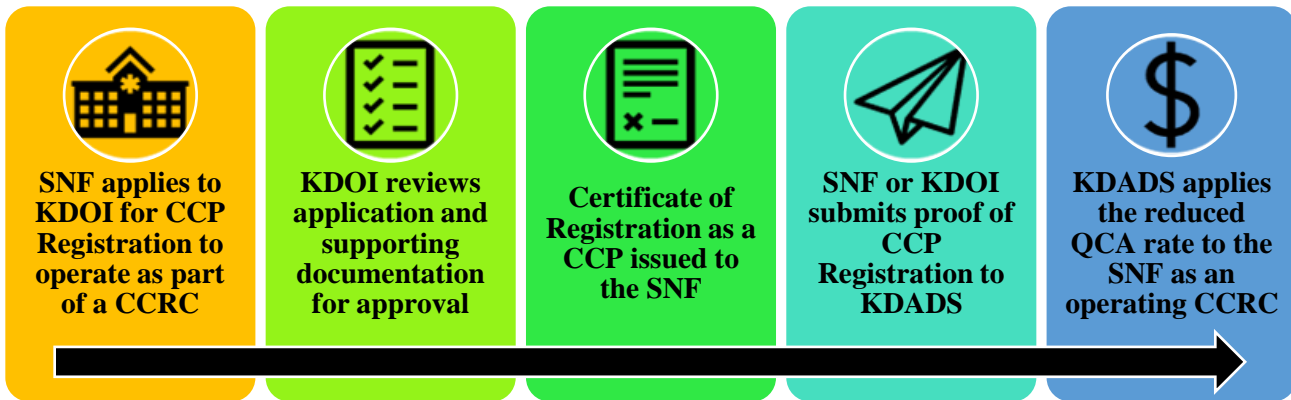 SNF applies to
KDOI for CCP
Registration to
operate as part
of a CCRC
KDOI reviews
application and
supporting
documentation
for approval
Certificate of
Registration as a
CCP issued to
the SNF
SNF or KDOI
submits proof of
CCP
Registration to
KDADS
KDADS applies
the reduced
QCA rate to the
SNF as an
operating CCRC